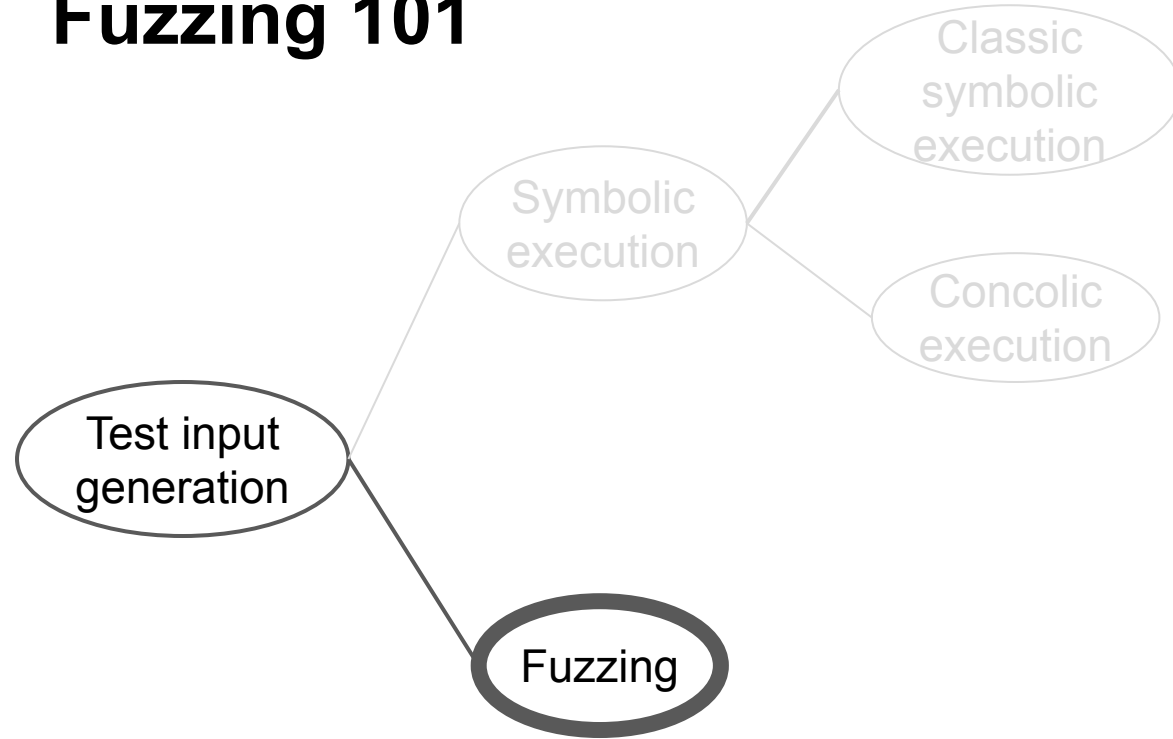 Fuzzing 101
Classic
symbolic
execution
Symbolic
execution
Concolic
execution
Test input
generation
Fuzzing